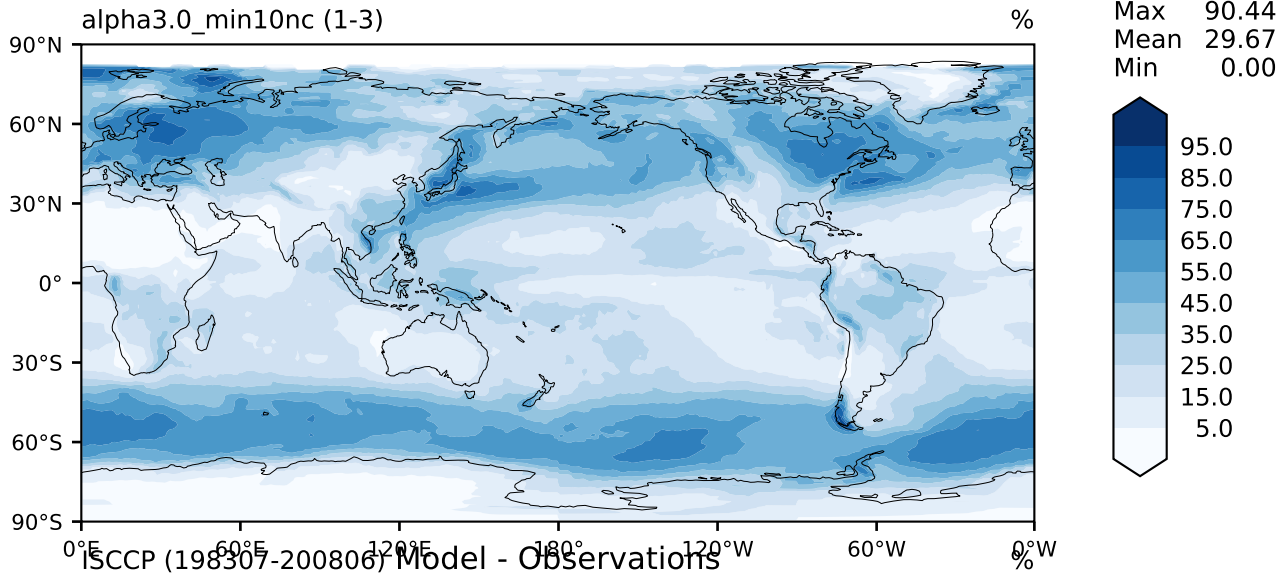 alpha3.0_min10nc (1-3) %
Max 90.44
Mean 29.67
Min 0.00
90°N
60°N
30°N
0°
30°S
60°S
90°S
95.0
85.0
75.0
65.0
55.0
45.0
35.0
25.0
15.0
5.0
0°E 60°E 120°E 180° 120°W 60°W 0°W
ISCCP (198307-200806) Model - Observations %